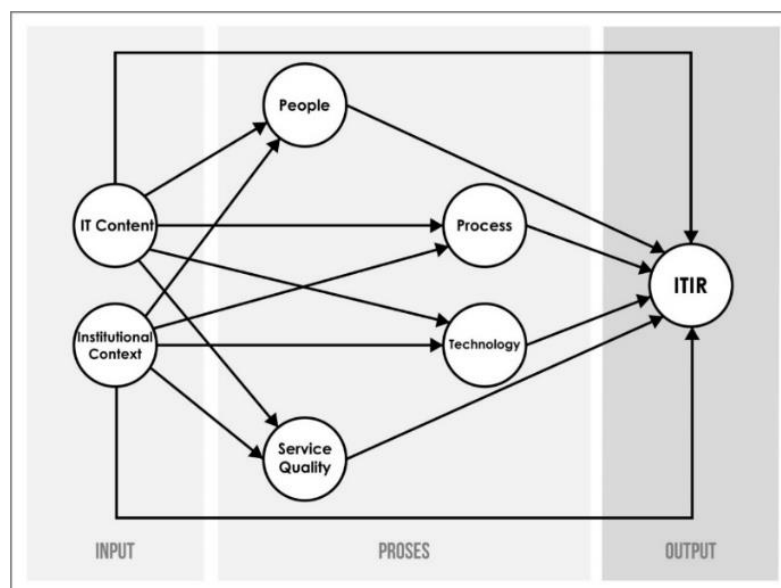 People
IT Content
Process
ITIR
Institutional
Context
Technology
Service
Quality
INPUT
PROSES
OUTPUT